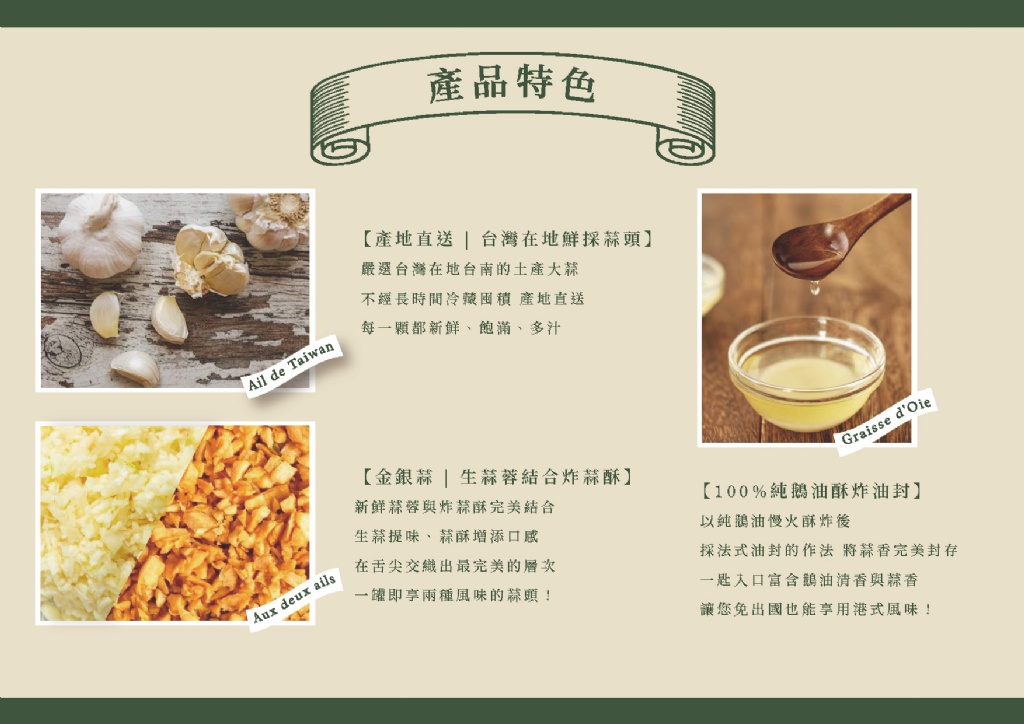 產品特色
【產地直送 | 台灣在地鮮採蒜頭】
嚴選台灣在地台南的土產大蒜
不經長時間冷藏囤積 產地直送
每一顆都新鮮、飽滿、多汁
Ail de Taiwan
【金銀蒜 | 生蒜蓉結合炸蒜酥】
新鮮蒜蓉與炸蒜酥完美結合
生蒜提味、蒜酥增添口感
在舌尖交織出最完美的層次
一罐即享兩種風味的蒜頭！
Aux deux ails
Graisse d'Oie
【100%純鵝油酥炸油封】
以純鵝油慢火酥炸後
採法式油封的作法 將蒜香完美封存
一匙入口富含鵝油清香與蒜香
讓您免出國也能享用港式風味！